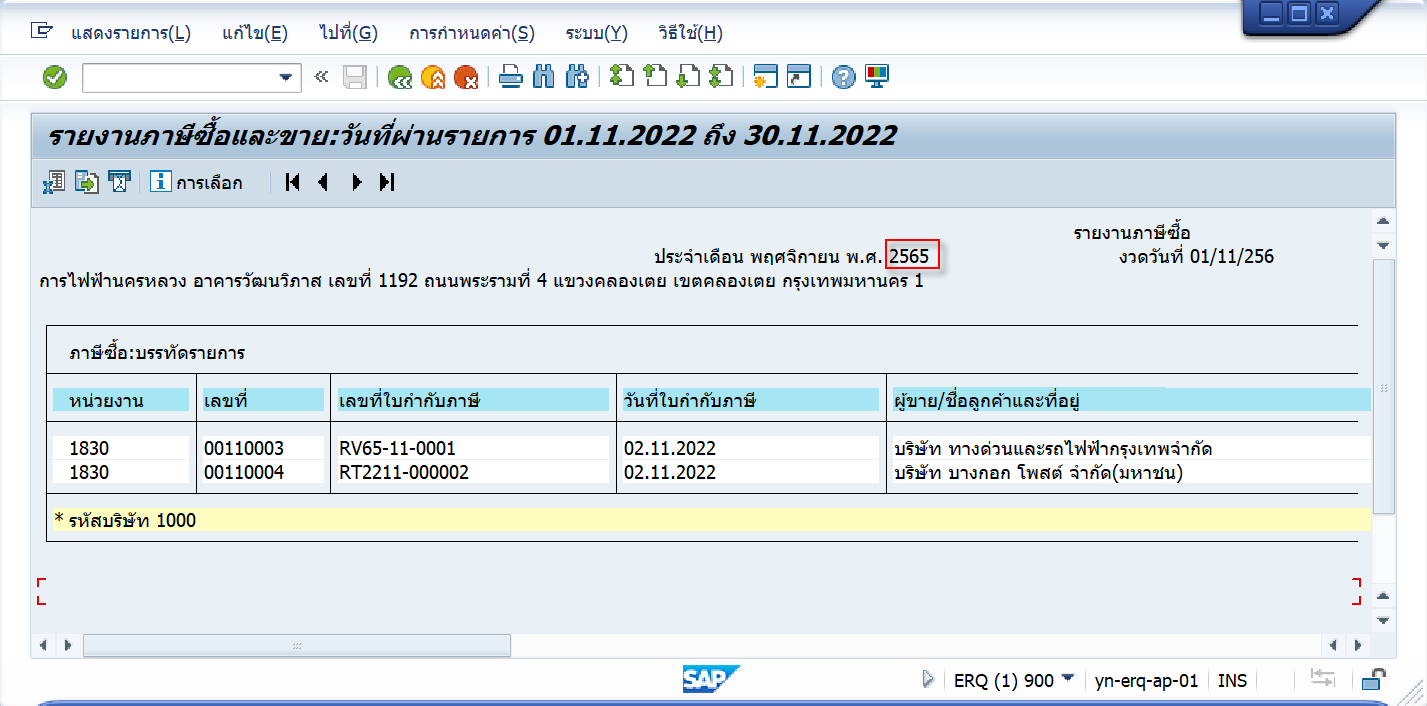 แสดงรายการ(L) แก้ไข(E) ไปที่(G) การกำหนดค่า(S) ระบบ(Y) วิธีใช้(H)
รายงานภาษีซื้อและขาย:วันที่ผ่านรายการ 01.11.2022 ถึง 30.11.2022
การเลือก
รายงานภาษีซื้อ
ประจำเดือน พฤศจิกายน พ.ศ. 2565 งวดวันที่ 01/11/256
การไฟฟ้านครหลวง อาคารวัฒนวิภาส เลขที่ 1192 ถนนพระรามที่ 4 แขวงคลองเตย เขตคลองเตย กรุงเทพมหานคร 1
ภาษีซื้อ:บรรทัดรายการ
หน่วยงาน เลขที่ เลขที่ใบกำกับภาษี วันที่ใบกำกับภาษี ผู้ขาย/ชื่อลูกค้าและที่อยู่
1830 00110003 RV65-11-0001 02.11.2022 บริษัท ทางด่วนและรถไฟฟ้ากรุงเทพจำกัด
1830 00110004 RT2211-000002 02.11.2022 บริษัท บางกอก โพสต์ จำกัด(มหาชน)
* รหัสบริษัท 1000
SAP ERQ (1) 900 yn-erq-ap-01 INS